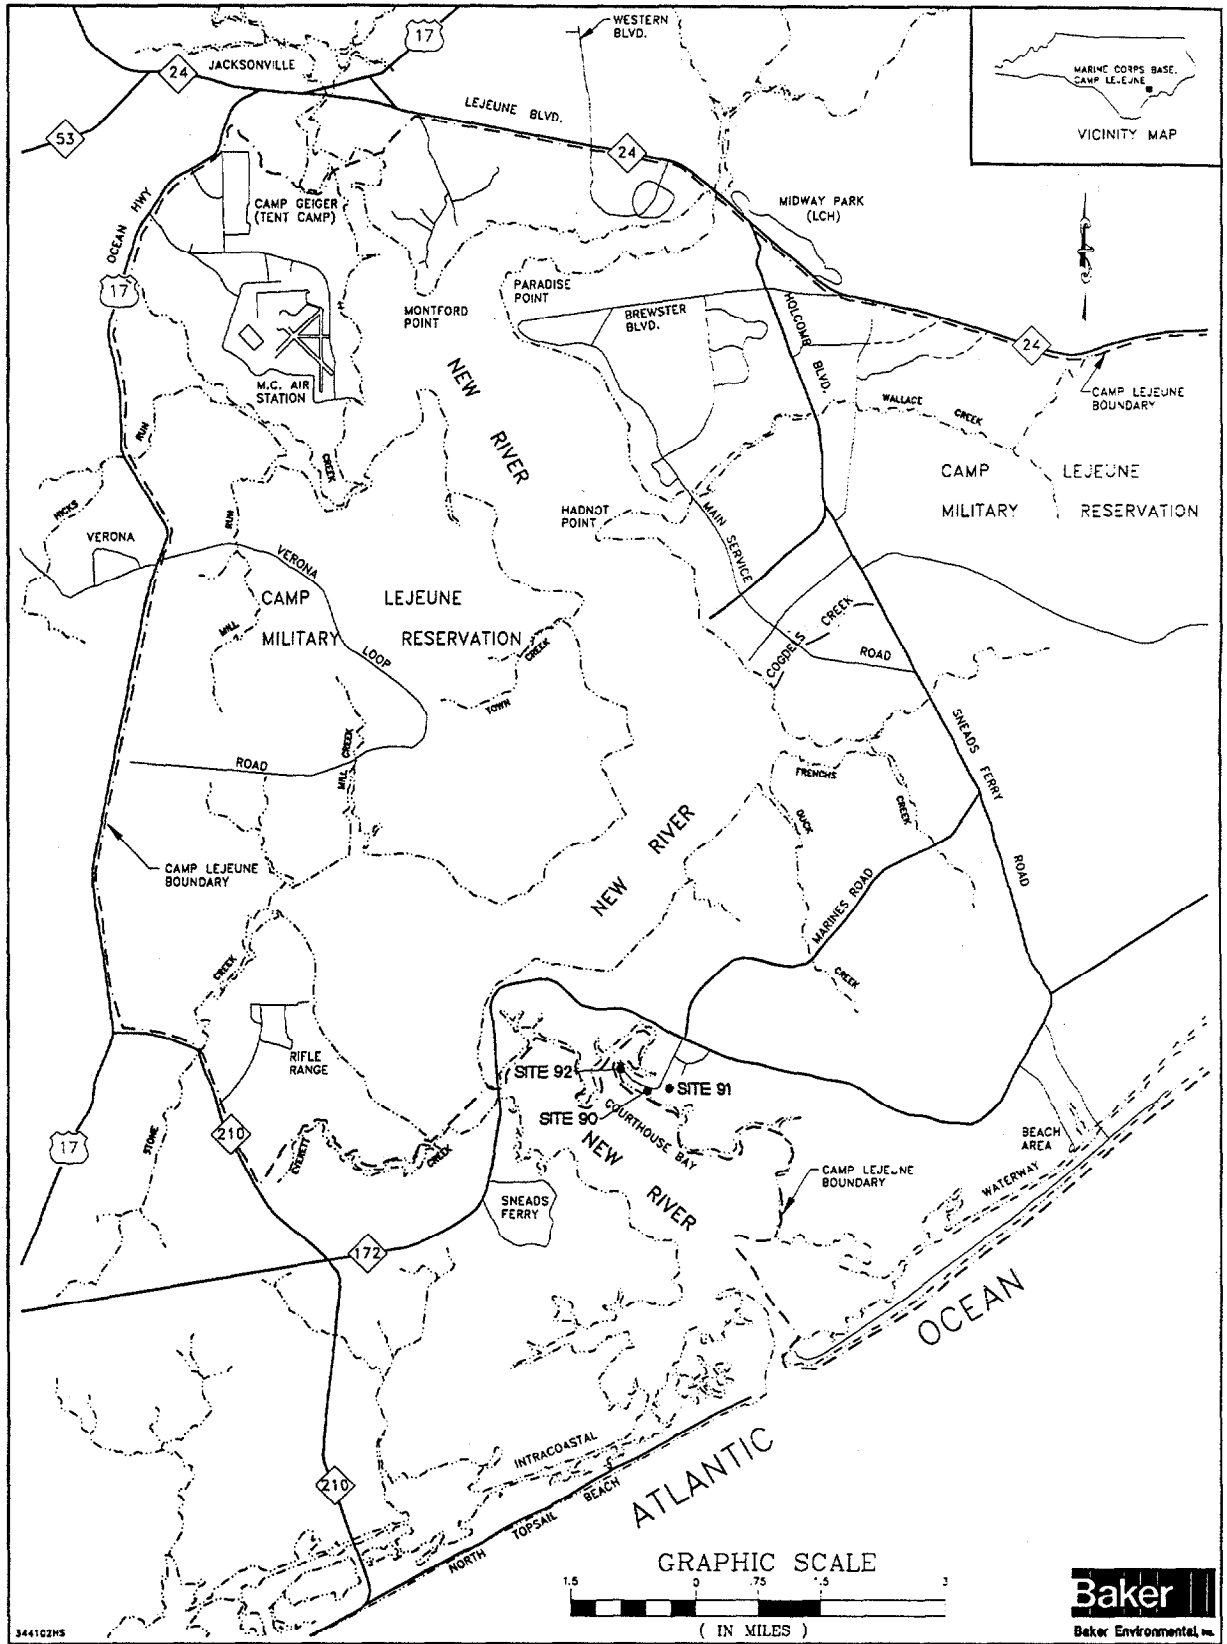 WESTERN
BLVD.
17
JACKSONVILLE
24
53
LEJEUNE BLVD.
24
MARINE CORPS BASE,
CAMP LEJEUNE
VICINITY MAP
OCEAN HWY
CAMP GEIGER
(TENT CAMP)
MIDWAY PARK
(LCH)
17
PARADISE
POINT
MONTFORD
POINT
BREWSTER
BLVD.
HOLCOMB BLVD.
24
M.C. AIR
STATION
NEW RIVER
CAMP LEJEUNE
BOUNDARY
WALLACE CREEK
RUN
CREEK
CAMP LEJEUNE
MILITARY RESERVATION
HICKS
HADNOT
POINT
MAIN SERVICE
RUN
VERONA
VERONA
CAMP LEJEUNE
MILITARY RESERVATION
MILL
LOOP
CREEK
TOWN
COGDELS CREEK
ROAD
SNEADS FERRY
ROAD
MILL CREEK
FRENCHS
CREEK
DUCK
NEW RIVER
ROAD
CAMP LEJEUNE
BOUNDARY
MARINES ROAD
CREEK
CREEK
RIFLE
RANGE
SITE 92
SITE 91
SITE 90
COURTHOUSE BAY
17
210
STONE
EVERETT
CREEK
NEW RIVER
BEACH
AREA
CAMP LEJEUNE
BOUNDARY
WATERWAY
SNEADS
FERRY
172
OCEAN
INTRACOASTAL
210
ATLANTIC
NORTH TOPSAIL BEACH
GRAPHIC SCALE
1.5 0 .75 1.5 3
( IN MILES )
344102HS
Baker
Baker Environmental, Inc.